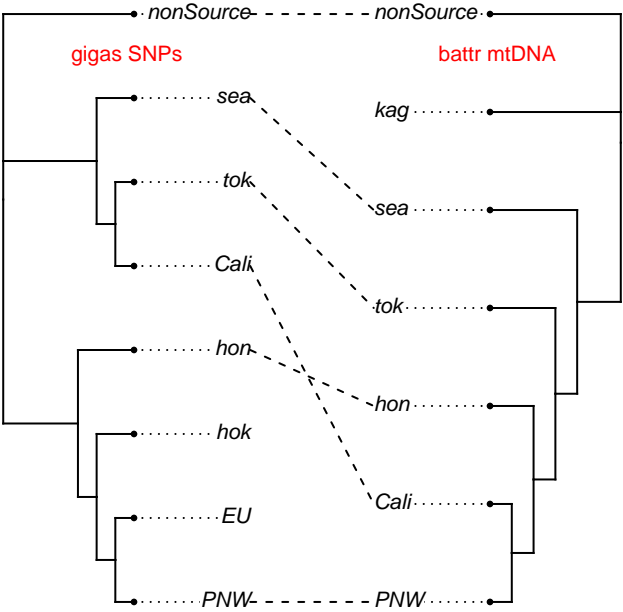 nonSource nonSource
gigas SNPs battr mtDNA
sea
kag
tok
sea
Cali
tok
hon
hon
hok
Cali
EU
PNW PNW